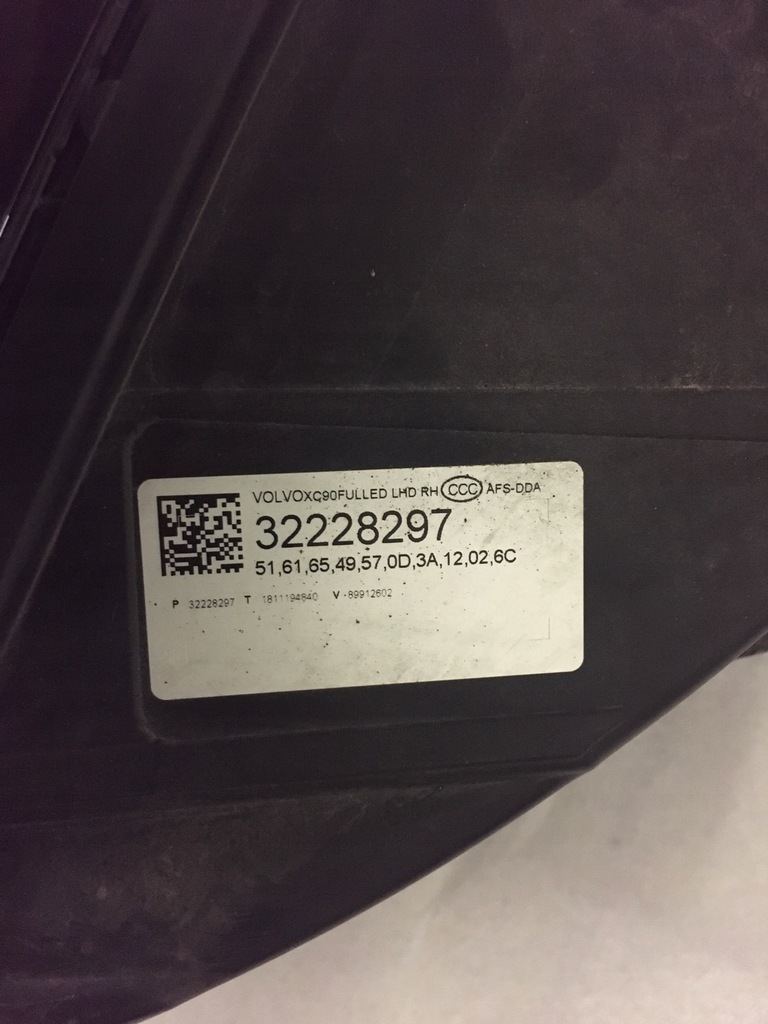 VOLVOXC90FULLED LHD RH CCC AFS-DDA
32228297
51,61,65,49,57,0D,3A,12,02,6C
P 32228297 T 1811194840 V -89912602